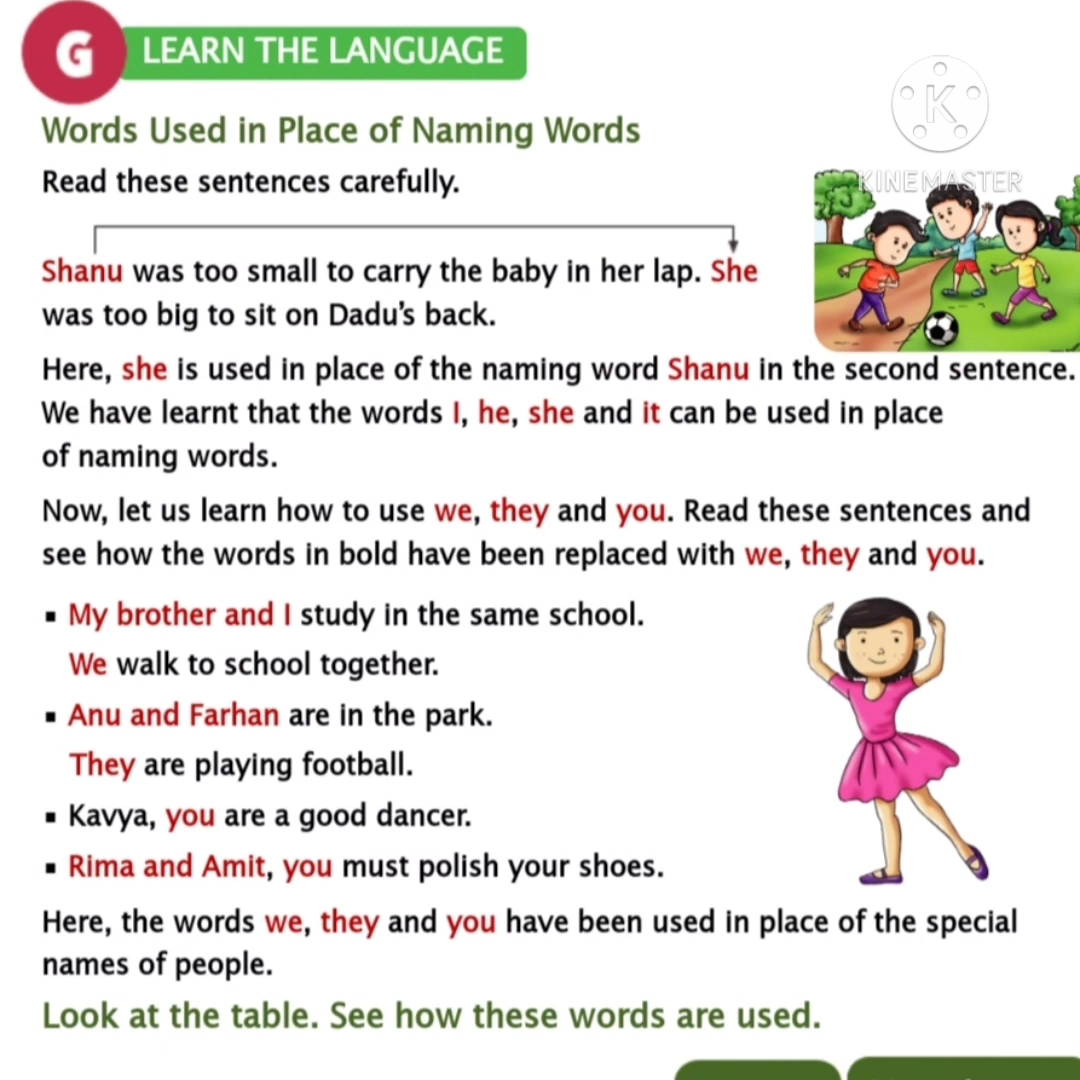 G LEARN THE LANGUAGE
Words Used in Place of Naming Words
K
KINEMASTER
Read these sentences carefully.
Shanu was too small to carry the baby in her lap. She
was too big to sit on Dadu's back.
Here, she is used in place of the naming word Shanu in the second sentence.
We have learnt that the words I, he, she and it can be used in place
of naming words.
Now, let us learn how to use we, they and you. Read these sentences and
see how the words in bold have been replaced with we, they and you.
▪ My brother and I study in the same school.
We walk to school together.
▪ Anu and Farhan are in the park.
They are playing football.
▪ Kavya, you are a good dancer.
▪ Rima and Amit, you must polish your shoes.
Here, the words we, they and you have been used in place of the special
names of people.
Look at the table. See how these words are used.